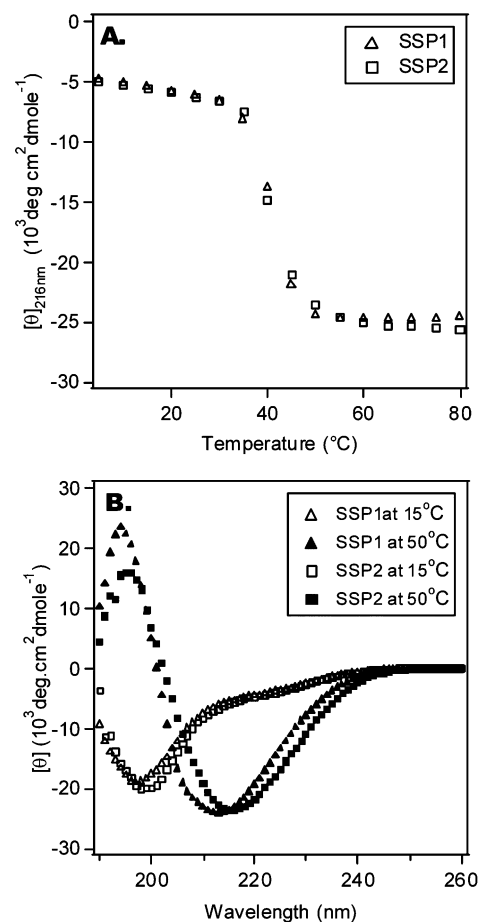 A.
SSP1
SSP2
0
-5
-10
-15
-20
-25
-30
[θ]216nm (10³deg cm² dmole⁻¹)
20
40
60
80
Temperature (°C)
B
SSP1at 15°C
SSP1 at 50°C
SSP2 at 15°C
SSP2 at 50°C
30
20
10
0
-10
-20
-30
[θ] (10³deg.cm²dmole⁻¹)
200
220
240
260
Wavelength (nm)